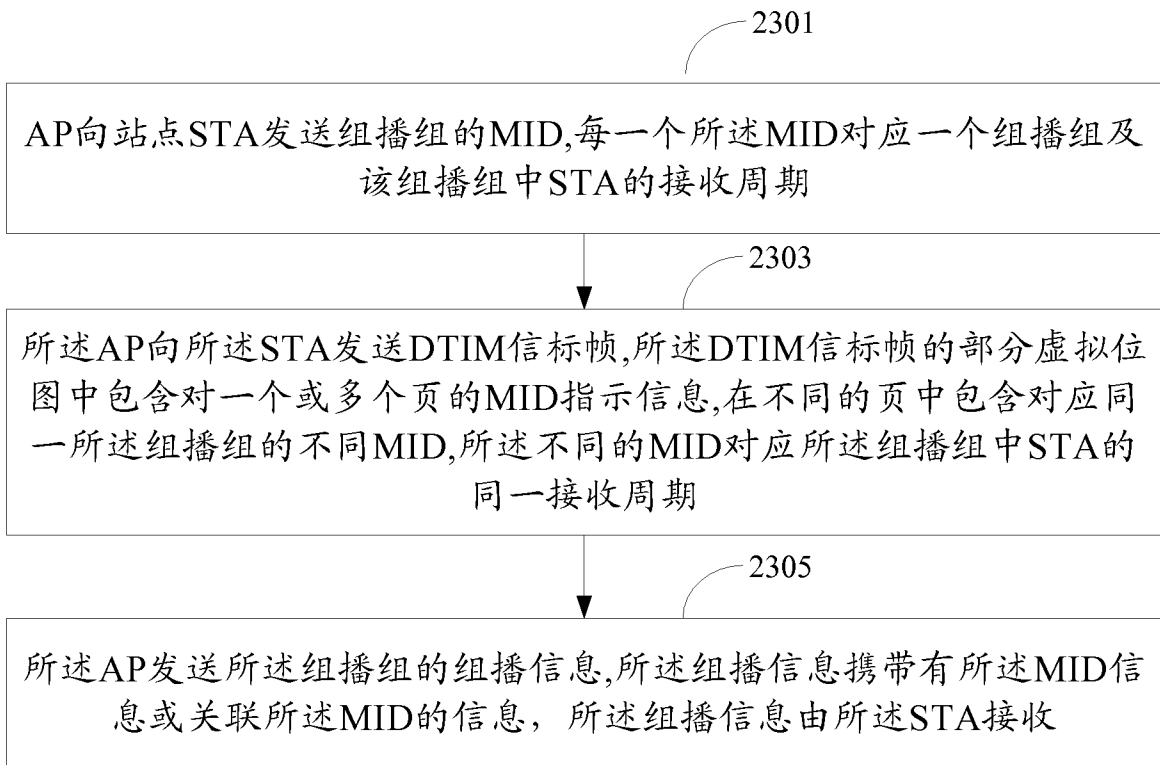 2301
AP向站点STA发送组播组的MID,每一个所述MID对应一个组播组及
该组播组中STA的接收周期
2303
所述AP向所述STA发送DTIM信标帧,所述DTIM信标帧的部分虚拟位
图中包含对一个或多个页的MID指示信息,在不同的页中包含对应同
一所述组播组的不同MID,所述不同的MID对应所述组播组中STA的
同一接收周期
2305
所述AP发送所述组播组的组播信息,所述组播信息携带有所述MID信
息或关联所述MID的信息，所述组播信息由所述STA接收